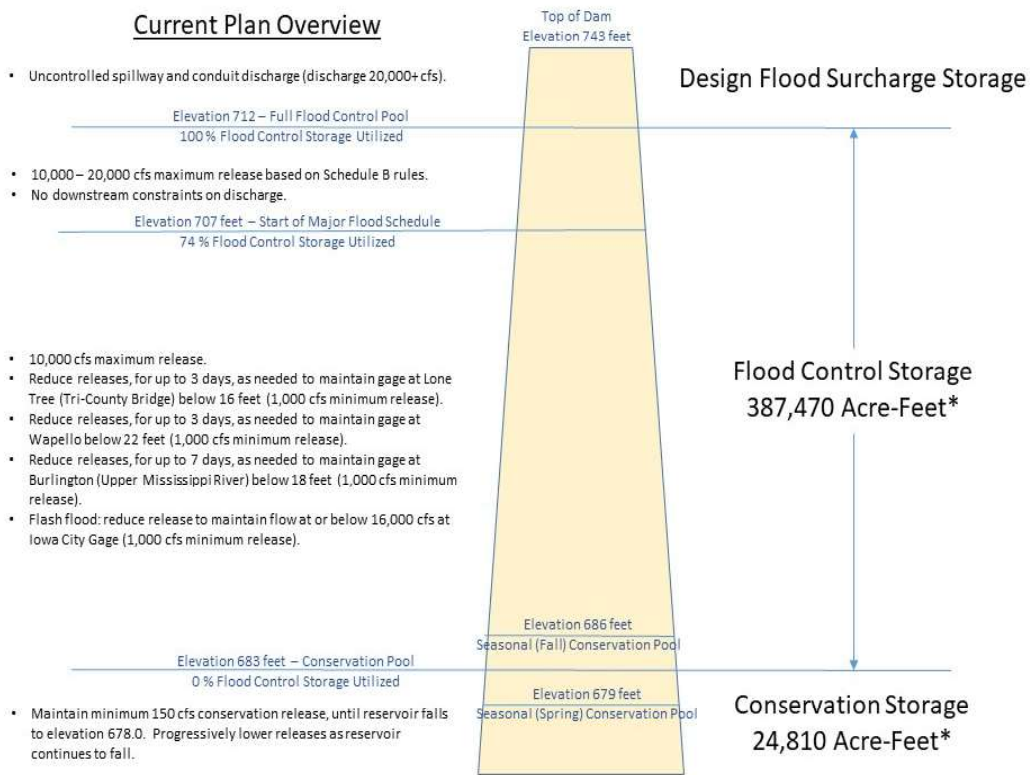 Current Plan Overview
Top of Dam
Elevation 743 feet
• Uncontrolled spillway and conduit discharge (discharge 20,000+ cfs).
Design Flood Surcharge Storage
Elevation 712 – Full Flood Control Pool
100 % Flood Control Storage Utilized
• 10,000 – 20,000 cfs maximum release based on Schedule B rules.
• No downstream constraints on discharge.
Elevation 707 feet – Start of Major Flood Schedule
74 % Flood Control Storage Utilized
• 10,000 cfs maximum release.
• Reduce releases, for up to 3 days, as needed to maintain gage at Lone
Tree (Tri-County Bridge) below 16 feet (1,000 cfs minimum release).
• Reduce releases, for up to 3 days, as needed to maintain gage at
Wapello below 22 feet (1,000 cfs minimum release).
• Reduce releases, for up to 7 days, as needed to maintain gage at
Burlington (Upper Mississippi River) below 18 feet (1,000 cfs minimum
release).
• Flash flood: reduce release to maintain flow at or below 16,000 cfs at
Iowa City Gage (1,000 cfs minimum release).
Flood Control Storage
387,470 Acre-Feet*
Elevation 686 feet
Seasonal (Fall) Conservation Pool
Elevation 683 feet – Conservation Pool
0 % Flood Control Storage Utilized
Elevation 679 feet
Seasonal (Spring) Conservation Pool
• Maintain minimum 150 cfs conservation release, until reservoir falls
to elevation 678.0. Progressively lower releases as reservoir
continues to fall.
Conservation Storage
24,810 Acre-Feet*